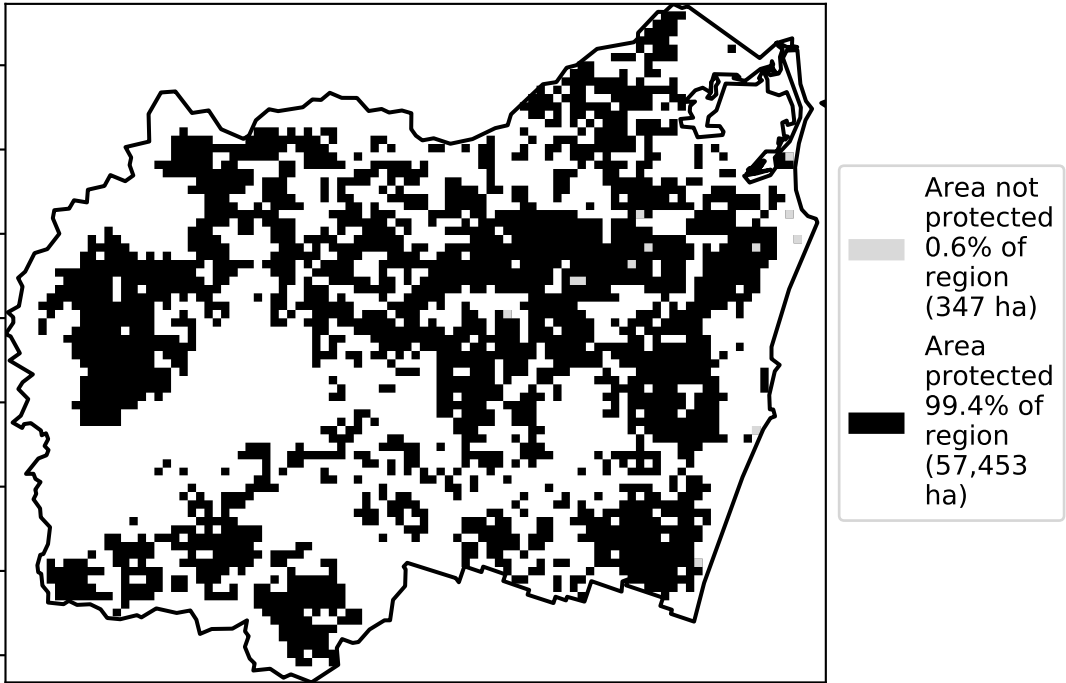 Area not
protected
0.6% of
region
(347 ha)
Area
protected
99.4% of
region
(57,453
ha)